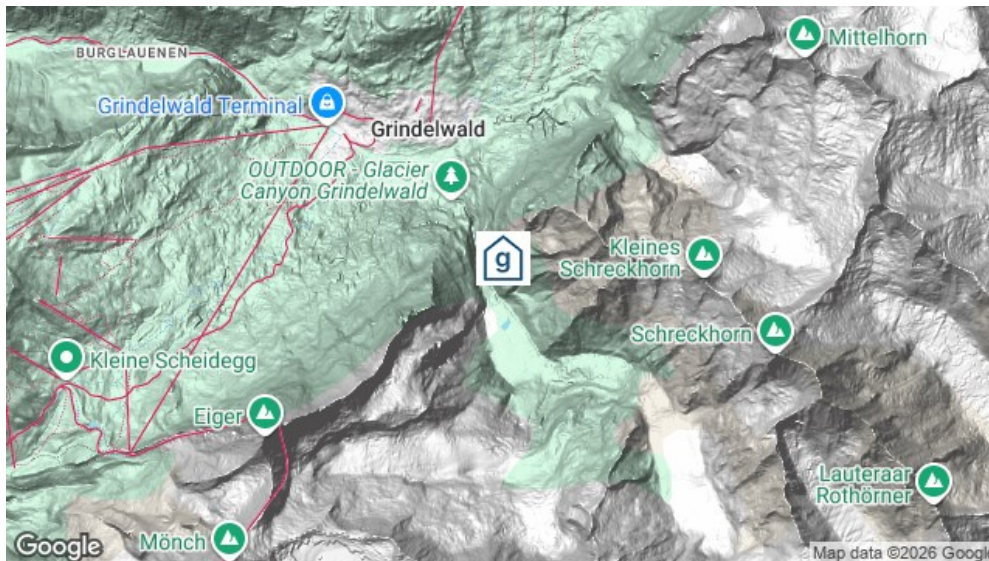 Mittelhorn
BURGLAUENEN
Grindelwald Terminal
Grindelwald
OUTDOOR - Glacier
Canyon Grindelwald
g
Kleines
Schreckhorn
Schreckhorn
Kleine Scheidegg
Eiger
Lauteraar
Rothörner
Mönch
Google
Map data ©2026 Google